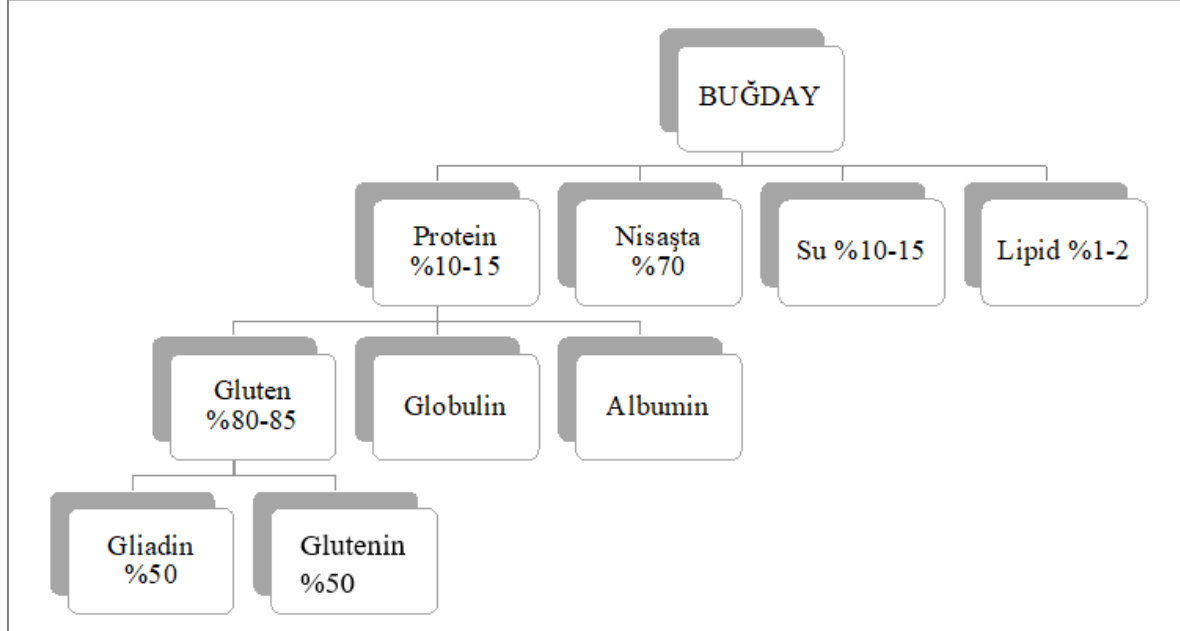 BUĞDAY
Protein
%10-15
Nisaşta
%70
Su %10-15
Lipid %1-2
Gluten
%80-85
Globulin
Albumin
Gliadin
%50
Glutenin
%50